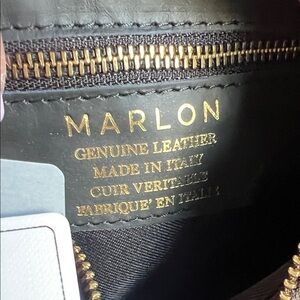 MARLON
GENUINE LEATHER
MADE IN ITALY
CUIR VERITABLE
FABRIQUE' EN ITALIE